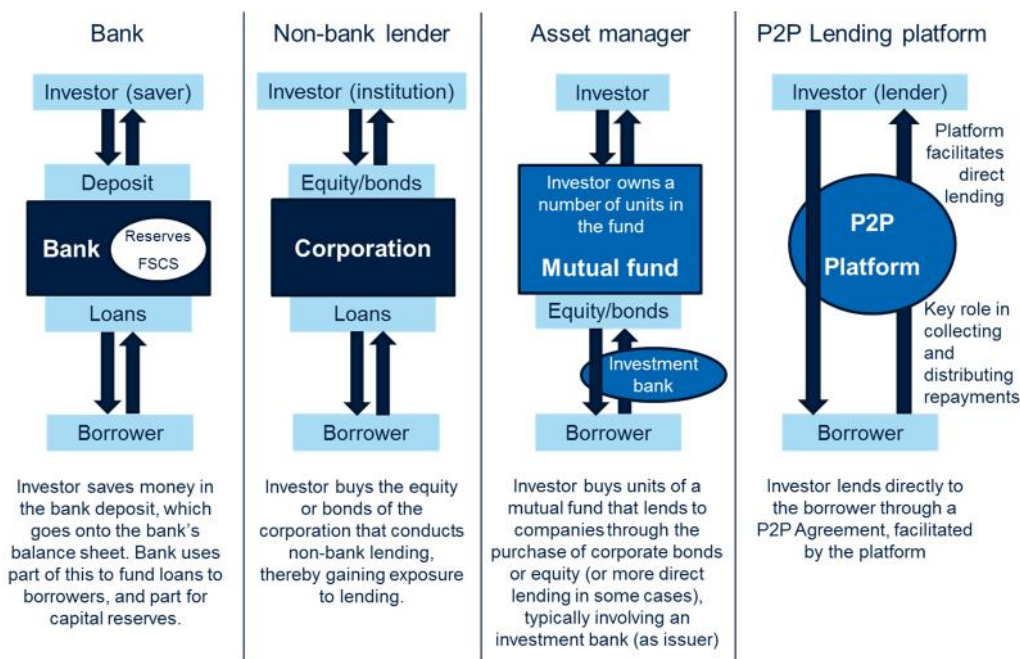 Bank
Investor (saver)
Deposit
Bank
Reserves
FSCS
Loans
Borrower
Investor saves money in
the bank deposit, which
goes onto the bank's
balance sheet. Bank uses
part of this to fund loans to
borrowers, and part for
capital reserves.
Non-bank lender
Investor (institution)
Equity/bonds
Corporation
Loans
Borrower
Investor buys the equity
or bonds of the
corporation that conducts
non-bank lending,
thereby gaining exposure
to lending.
Asset manager
Investor
Investor owns a
number of units in
the fund
Mutual fund
Equity/bonds
Investment
bank
Borrower
Investor buys units of a
mutual fund that lends to
companies through the
purchase of corporate bonds
or equity (or more direct
lending in some cases),
typically involving an
investment bank (as issuer)
P2P Lending platform
Investor (lender)
Platform
facilitates
direct
lending
P2P
Platform
Key role in
collecting
and
distributing
repayments
Borrower
Investor lends directly to
the borrower through a
P2P Agreement, facilitated
by the platform